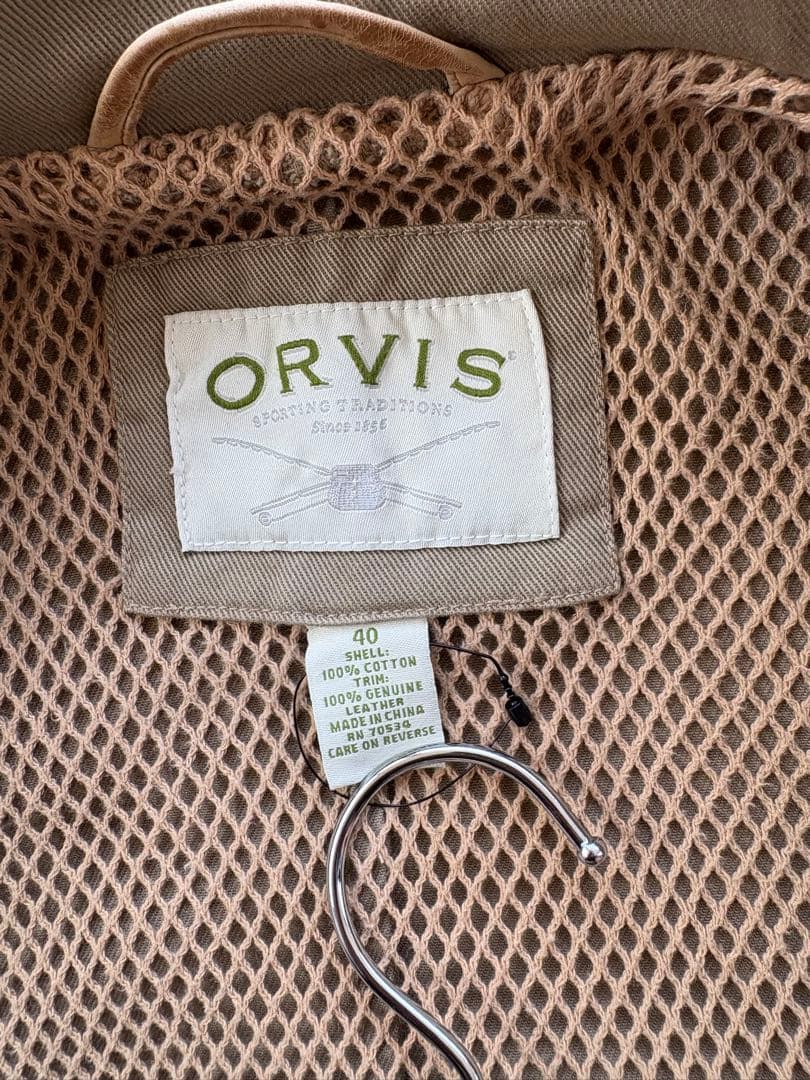 ORVIS®
SPORTING TRADITIONS
Since 1856
40
SHELL:
100% COTTON
TRIM:
100% GENUINE
LEATHER
MADE IN CHINA
RN 70534
CARE ON REVERSE